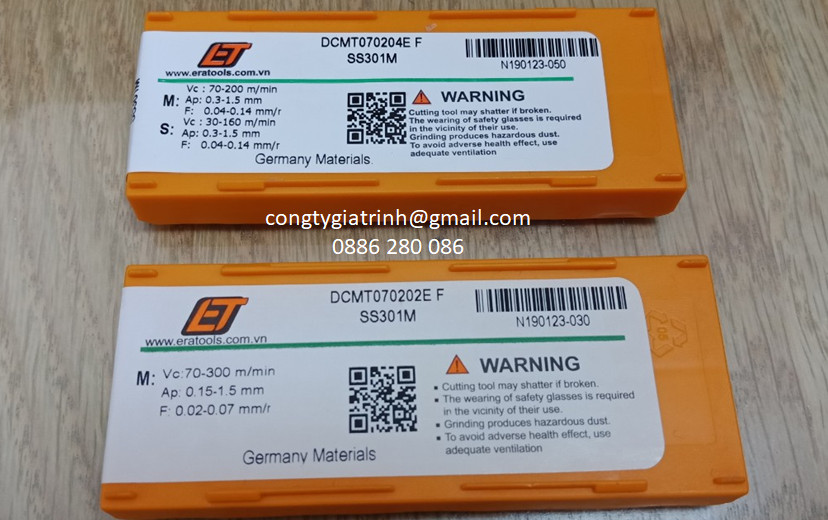 ET
www.eratools.com.vn
DCMT070204E F
SS301M
N190123-050
M:
Vc : 70-200 m/min
Ap: 0.3-1.5 mm
F: 0.04-0.14 mm/r
S:
Vc : 30-160 m/min
Ap: 0.3-1.5 mm
F: 0.04-0.14 mm/r
WARNING
Cutting tool may shatter if broken.
The wearing of safety glasses is required
in the vicinity of their use.
Grinding produces hazardous dust.
To avoid adverse health effect, use
adequate ventilation
Germany Materials.
congtygiatrinh@gmail.com
0886 280 086
ET
www.eratools.com.vn
DCMT070202E F
SS301M
N190123-030
M:
Vc:70-300 m/min
Ap: 0.15-1.5 mm
F: 0.02-0.07 mm/r
WARNING
▪ Cutting tool may shatter if broken.
▪ The wearing of safety glasses is required
in the vicinity of their use.
▪ Grinding produces hazardous dust.
▪ To avoid adverse health effect, use
adequate ventilation
Germany Materials